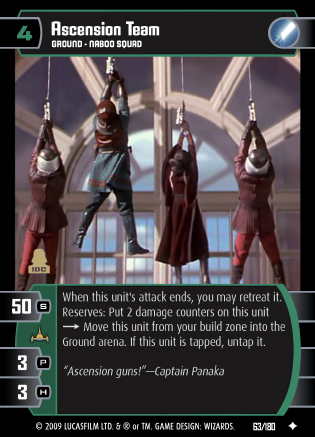 4
Ascension Team
GROUND - NABOO SQUAD
IDC
50 S
When this unit's attack ends, you may retreat it.
Reserves: Put 2 damage counters on this unit
→ Move this unit from your build zone into the
Ground arena. If this unit is tapped, untap it.
3 P
"Ascension guns!"—Captain Panaka
3 H
© 2009 LUCASFILM LTD. & ® or TM. GAME DESIGN: WIZARDS. 63/180